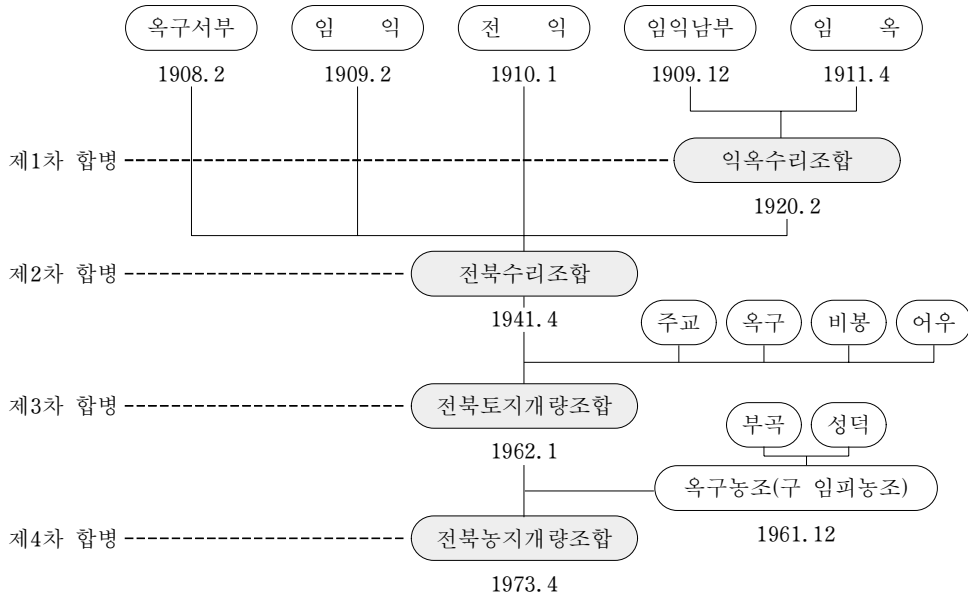 옥구서부 임 익 전 익 임익남부 임 옥
1908.2 1909.2 1910.1 1909.12 1911.4
제1차 합병 익옥수리조합
1920.2
제2차 합병 전북수리조합
1941.4
주교 옥구 비봉 어우
제3차 합병 전북토지개량조합
1962.1
부곡 성덕
옥구농조(구 임피농조)
1961.12
제4차 합병 전북농지개량조합
1973.4